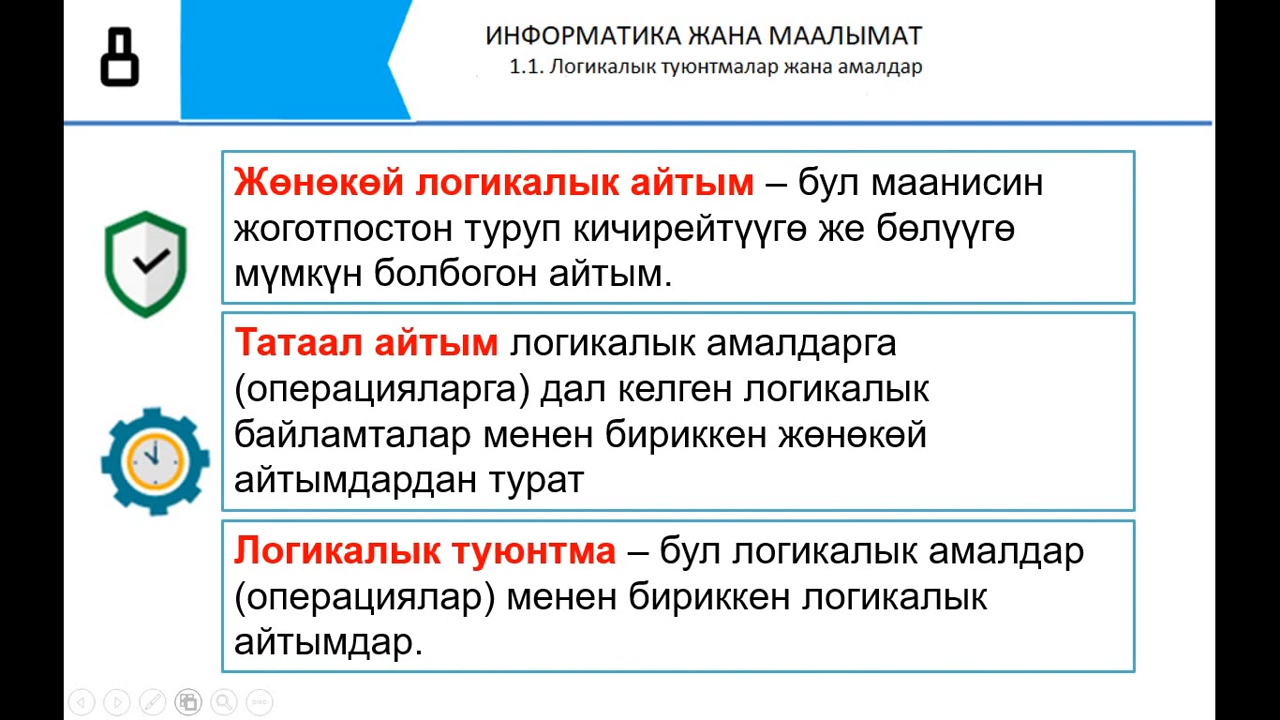 8
ИНФОРМАТИКА ЖАНА МААЛЫМАТ
1.1. Логикалык туюнтмалар жана амалдар
Жөнөкөй логикалык айтым – бул маанисин
жоготпостон туруп кичирейтүүгө же бөлүүгө
мүмкүн болбогон айтым.
Татаал айтым логикалык амалдарга
(операцияларга) дал келген логикалык
байламталар менен бириккен жөнөкөй
айтымдардан турат
Логикалык туюнтма – бул логикалык амалдар
(операциялар) менен бириккен логикалык
айтымдар.